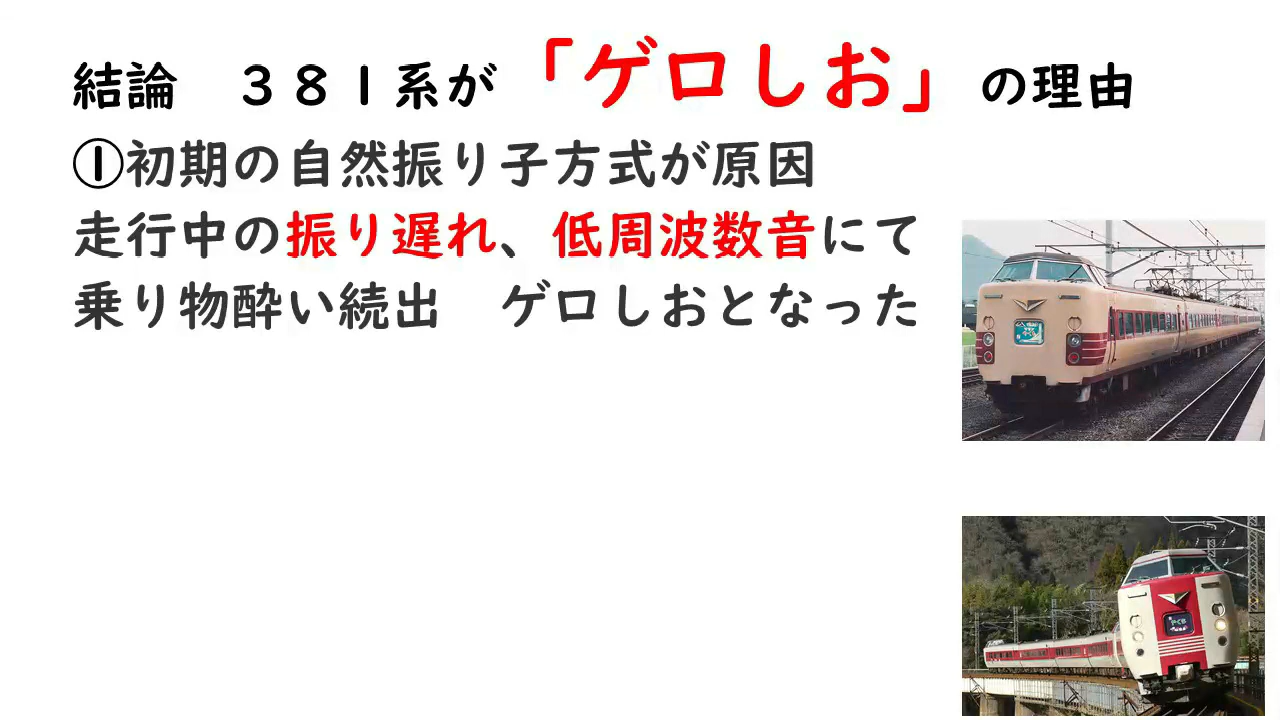 結論　３８１系が「ゲロしお」の理由
①初期の自然振り子方式が原因
走行中の振り遅れ、低周波数音にて
乗り物酔い続出　ゲロしおとなった
やくも